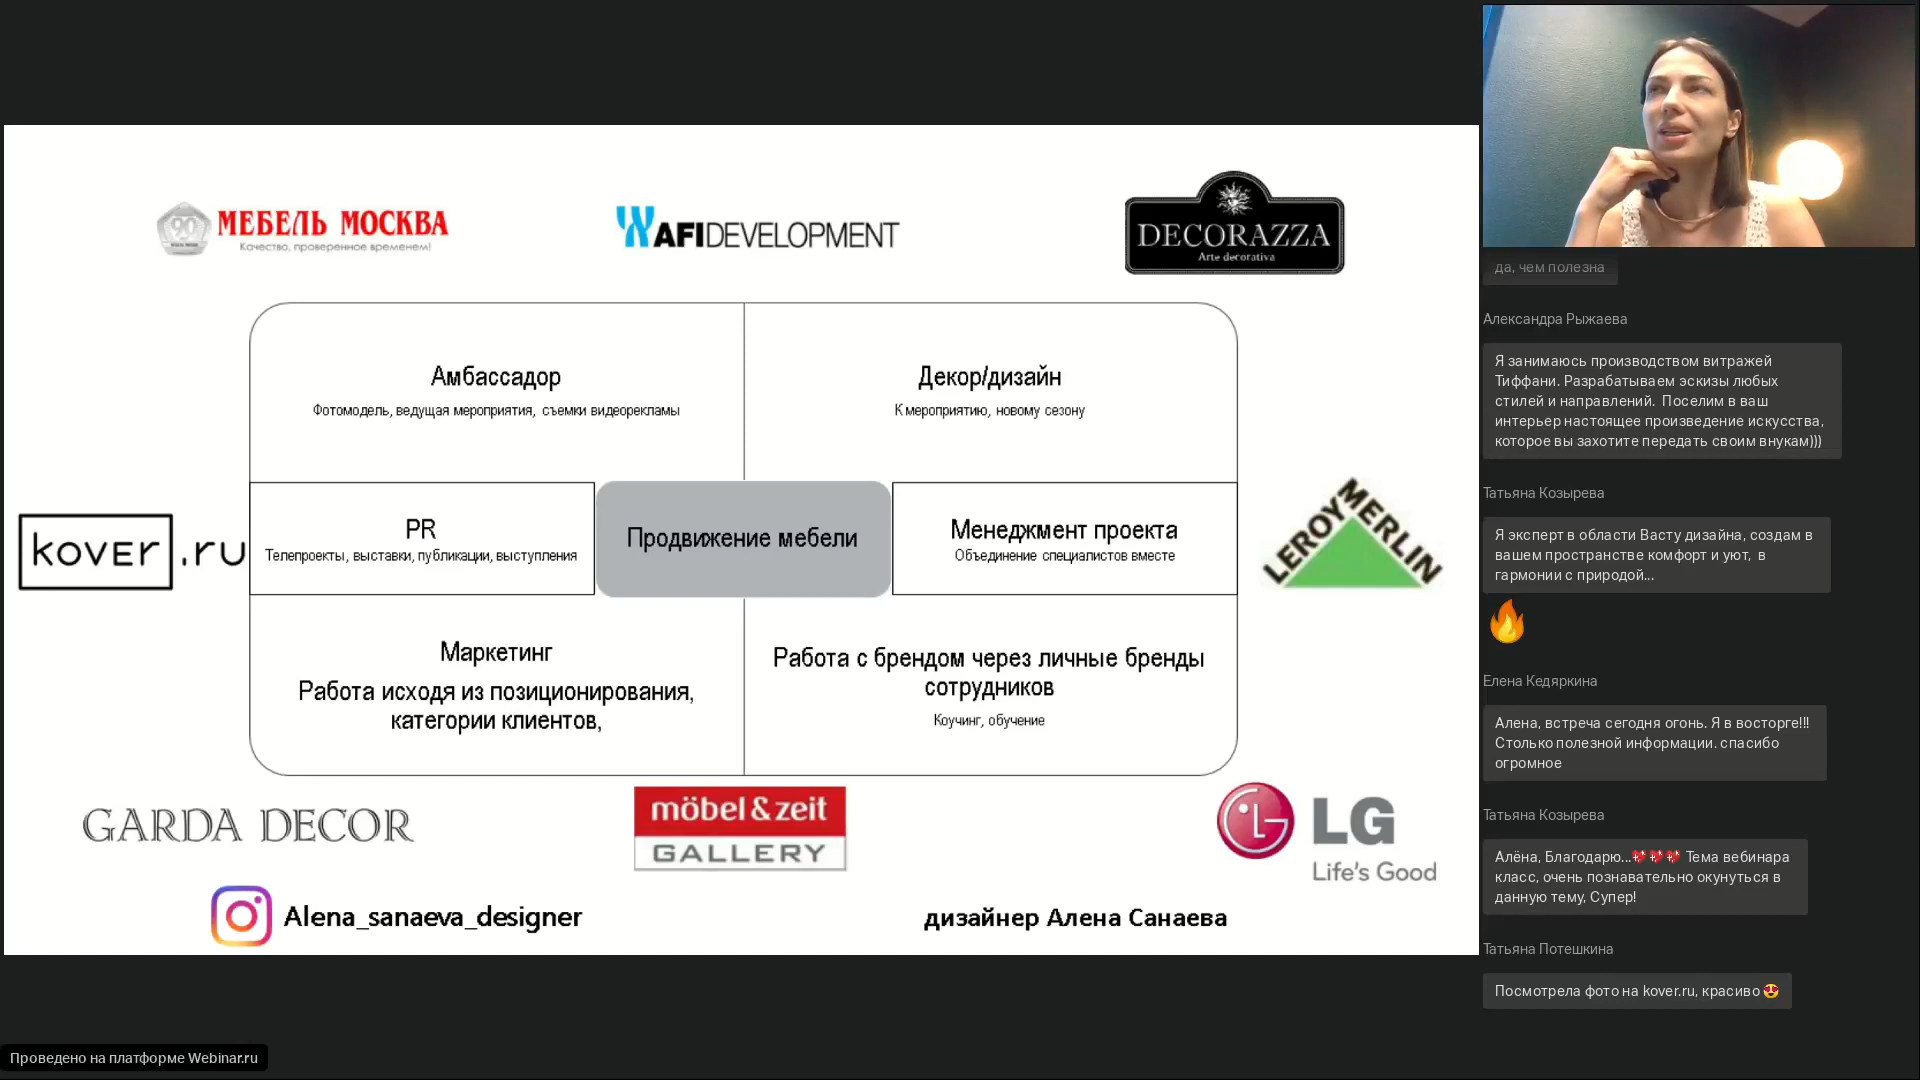 90
МЕБЕЛЬ МОСКВА
Качество, проверенное временем!
AFIDEVELOPMENT
DECORAZZA
Arte decorativa
Амбассадор
Фотомодель, ведущая мероприятия, съемки видеорекламы
Декор/дизайн
К мероприятию, новому сезону
kover.ru
PR
Телепроекты, выставки, публикации, выступления
Продвижение мебели
Менеджмент проекта
Объединение специалистов вместе
LEROY MERLIN
Маркетинг
Работа исходя из позиционирования,
категории клиентов,
Работа с брендом через личные бренды
сотрудников
Коучинг, обучение
GARDA DECOR
möbel & zeit
GALLERY
LG
Life's Good
Alena_sanaeva_designer
дизайнер Алена Санаева
да, чем полезна
Александра Рыжаева
Я занимаюсь производством витражей
Тиффани. Разрабатываем эскизы любых
стилей и направлений. Поселим в ваш
интерьер настоящее произведение искусства,
которое вы захотите передать своим внукам)))
Татьяна Козырева
Я эксперт в области Васту дизайна, создам в
вашем пространстве комфорт и уют, в
гармонии с природой...
🔥
Елена Кедяркина
Алена, встреча сегодня огонь. Я в восторге!!!
Столько полезной информации. спасибо
огромное
Татьяна Козырева
Алёна, Благодарю...💖💖💖 Тема вебинара
класс, очень познавательно окунуться в
данную тему, Супер!
Татьяна Потешкина
Посмотрела фото на kover.ru, красиво 😍
Проведено на платформе Webinar.ru